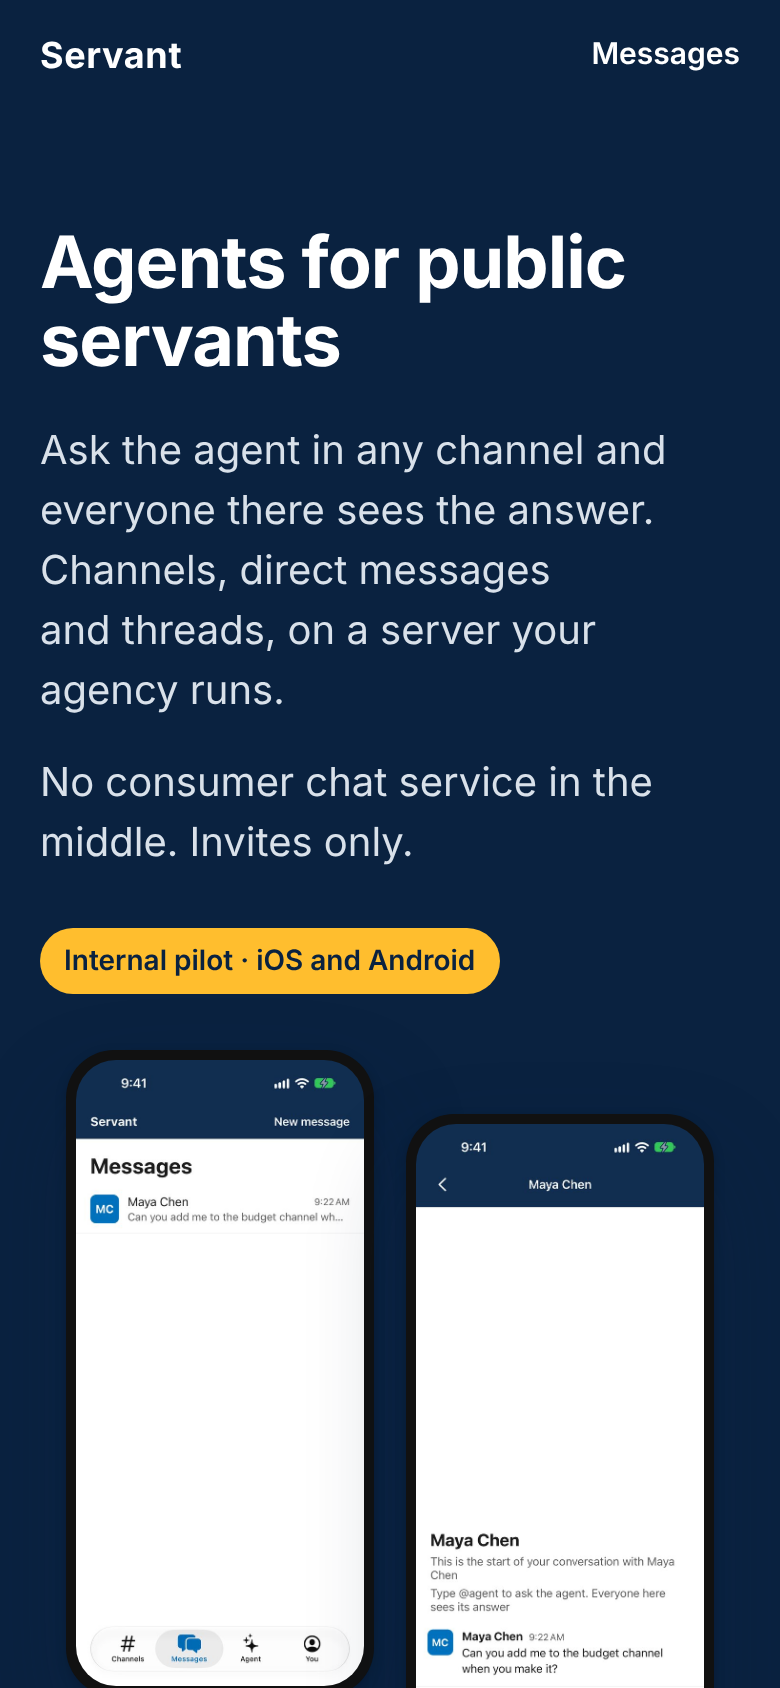 Servant
Messages
Agents for public
servants
Ask the agent in any channel and
everyone there sees the answer.
Channels, direct messages
and threads, on a server your
agency runs.
No consumer chat service in the
middle. Invites only.
Internal pilot · iOS and Android
9:41
Servant
New message
Messages
MC
Maya Chen
9:22 AM
Can you add me to the budget channel wh...
Channels
Messages
Agent
You
9:41
Maya Chen
Maya Chen
This is the start of your conversation with Maya
Chen
Type @agent to ask the agent. Everyone here
sees its answer
MC
Maya Chen 9:22 AM
Can you add me to the budget channel
when you make it?